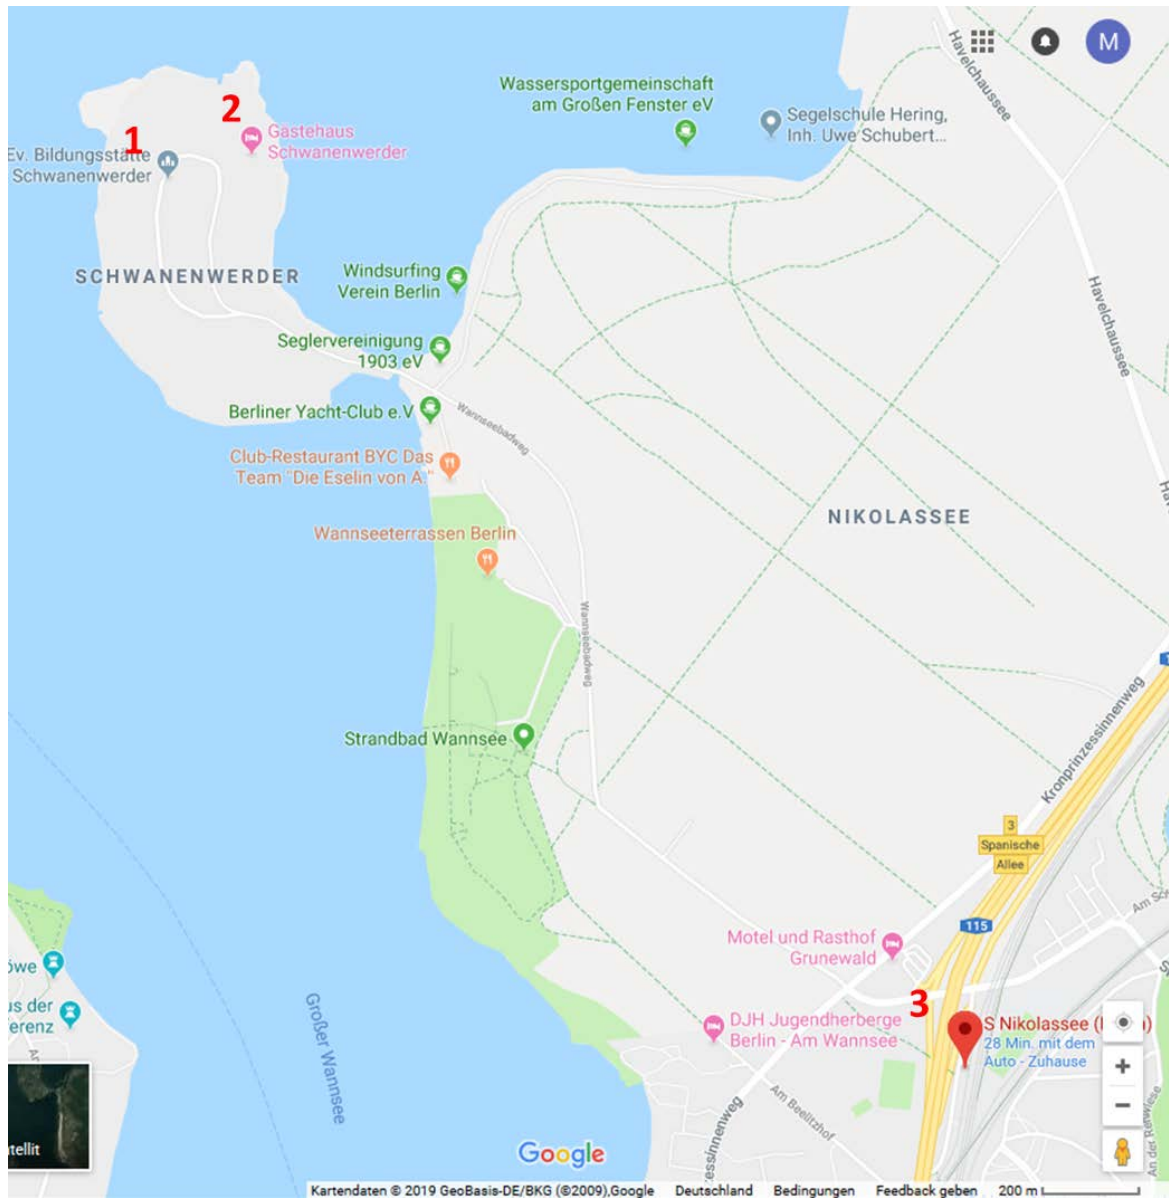 M
Havelchaussee
Wassersportgemeinschaft
am Großen Fenster eV
Segelschule Hering,
Inh. Uwe Schubert...
2
Gästehaus
Schwanenwerder
1
Ev. Bildungsstätte
Schwanenwerder
SCHWANENWERDER
Windsurfing
Verein Berlin
Havelchaussee
Seglervereinigung
1903 eV
Berliner Yacht-Club e.V
Wannseebadweg
Club-Restaurant BYC Das
Team "Die Eselin von A."
NIKOLASSEE
Wannseeterrassen Berlin
Wannseebadweg
Kronprinzessinnenweg
Strandbad Wannsee
3
Spanische
Allee
115
Motel und Rasthof
Grunewald
3
DJH Jugendherberge
Berlin - Am Wannsee
S Nikolassee
28 Min. mit dem
Auto - Zuhause
Großer Wannsee
Am Beelitzhof
An der Rehwiese
Google
Kartendaten © 2019 GeoBasis-DE/BKG (©2009),Google Deutschland Bedingungen Feedback geben 200 m